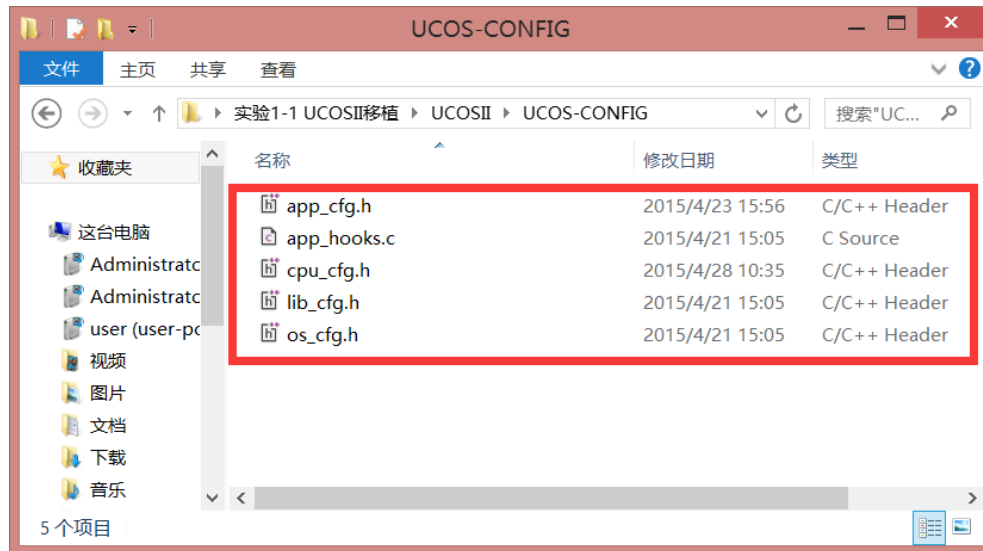 UCOS-CONFIG
文件 主页 共享 查看
实验1-1 UCOSII移植 UCOSII UCOS-CONFIG 搜索"UC...
收藏夹 名称 修改日期 类型
app_cfg.h 2015/4/23 15:56 C/C++ Header
这台电脑 app_hooks.c 2015/4/21 15:05 C Source
Administratc cpu_cfg.h 2015/4/28 10:35 C/C++ Header
Administratc lib_cfg.h 2015/4/21 15:05 C/C++ Header
user (user-pc os_cfg.h 2015/4/21 15:05 C/C++ Header
视频
图片
文档
下载
音乐
5 个项目